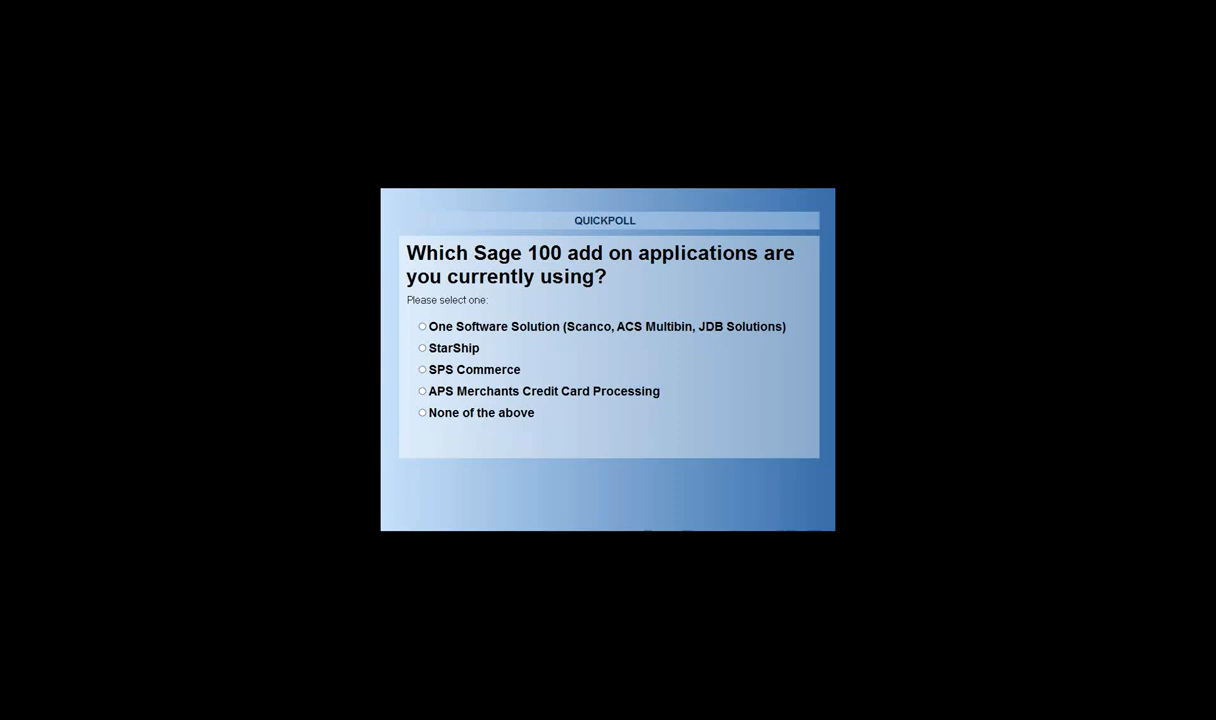 QUICKPOLL
Which Sage 100 add on applications are
you currently using?
Please select one:
One Software Solution (Scanco, ACS Multibin, JDB Solutions)
StarShip
SPS Commerce
APS Merchants Credit Card Processing
None of the above